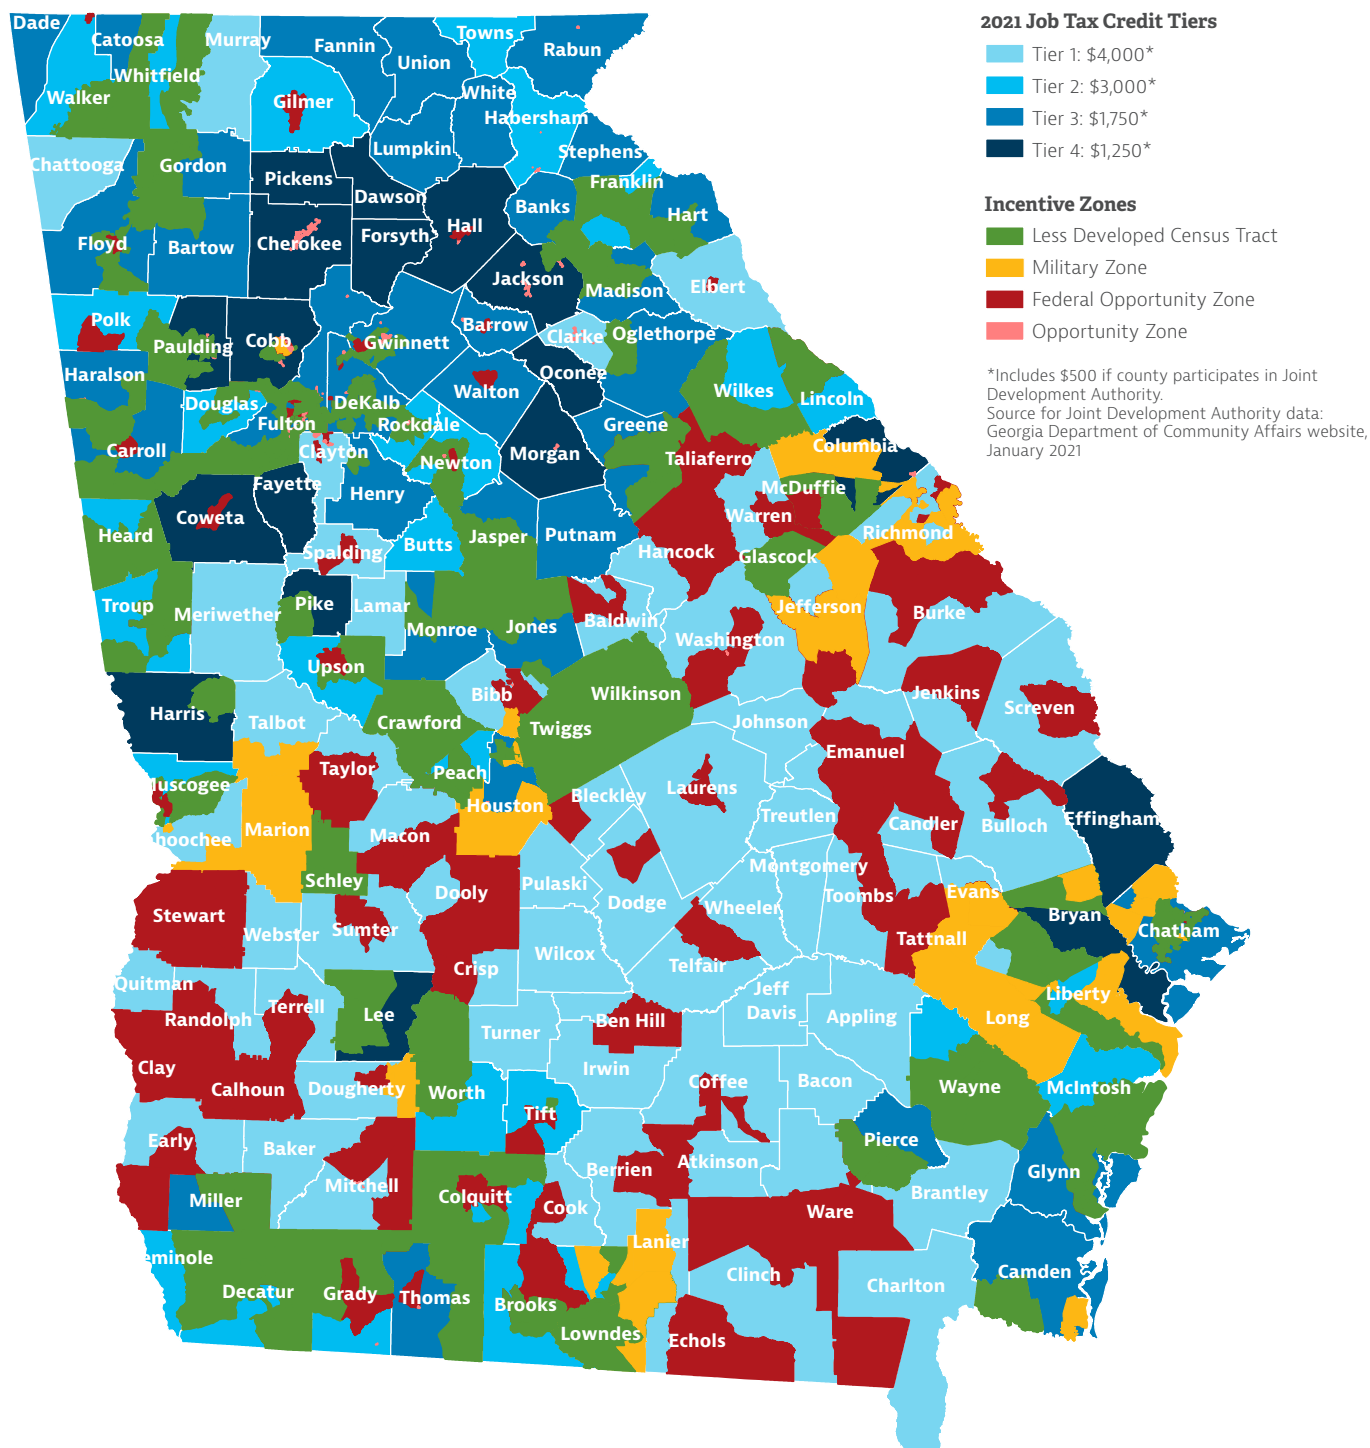 2021 Job Tax Credit Tiers
Tier 1: $4,000*
Tier 2: $3,000*
Tier 3: $1,750*
Tier 4: $1,250*
Incentive Zones
Less Developed Census Tract
Military Zone
Federal Opportunity Zone
Opportunity Zone
*Includes $500 if county participates in Joint
Development Authority.
Source for Joint Development Authority data:
Georgia Department of Community Affairs website,
January 2021
Dade
Catoosa
Murray
Fannin
Towns
Union
Rabun
Whitfield
Walker
Gilmer
White
Habersham
Lumpkin
Stephens
Chattooga
Gordon
Pickens
Dawson
Franklin
Banks
Hart
Floyd
Bartow
Cherokee
Forsyth
Hall
Jackson
Madison
Elbert
Polk
Paulding
Cobb
Gwinnett
Barrow
Clarke
Oglethorpe
Haralson
Douglas
Fulton
DeKalb
Rockdale
Walton
Oconee
Wilkes
Lincoln
Carroll
Clayton
Newton
Morgan
Greene
Taliaferro
Columbia
Fayette
Henry
McDuffie
Coweta
Warren
Richmond
Heard
Spalding
Butts
Jasper
Putnam
Hancock
Glascock
Troup
Meriwether
Pike
Lamar
Monroe
Jones
Baldwin
Washington
Jefferson
Burke
Upson
Bibb
Wilkinson
Jenkins
Screven
Harris
Talbot
Crawford
Twiggs
Johnson
Emanuel
Taylor
Peach
uscogee
Houston
Bleckley
Laurens
Treutlen
Candler
Bulloch
Effingham
hoochee
Marion
Macon
Schley
Dooly
Pulaski
Montgomery
Toombs
Evans
Stewart
Webster
Sumter
Dodge
Wheeler
Tattnall
Bryan
Chatham
Quitman
Crisp
Wilcox
Telfair
Jeff
Davis
Appling
Liberty
Long
Randolph
Terrell
Lee
Turner
Ben Hill
Clay
Calhoun
Dougherty
Worth
Irwin
Coffee
Bacon
Wayne
McIntosh
Tift
Early
Baker
Pierce
Berrien
Atkinson
Glynn
Miller
Mitchell
Colquitt
Cook
Brantley
Ware
Lanier
eminole
Decatur
Grady
Thomas
Brooks
Clinch
Charlton
Camden
Lowndes
Echols